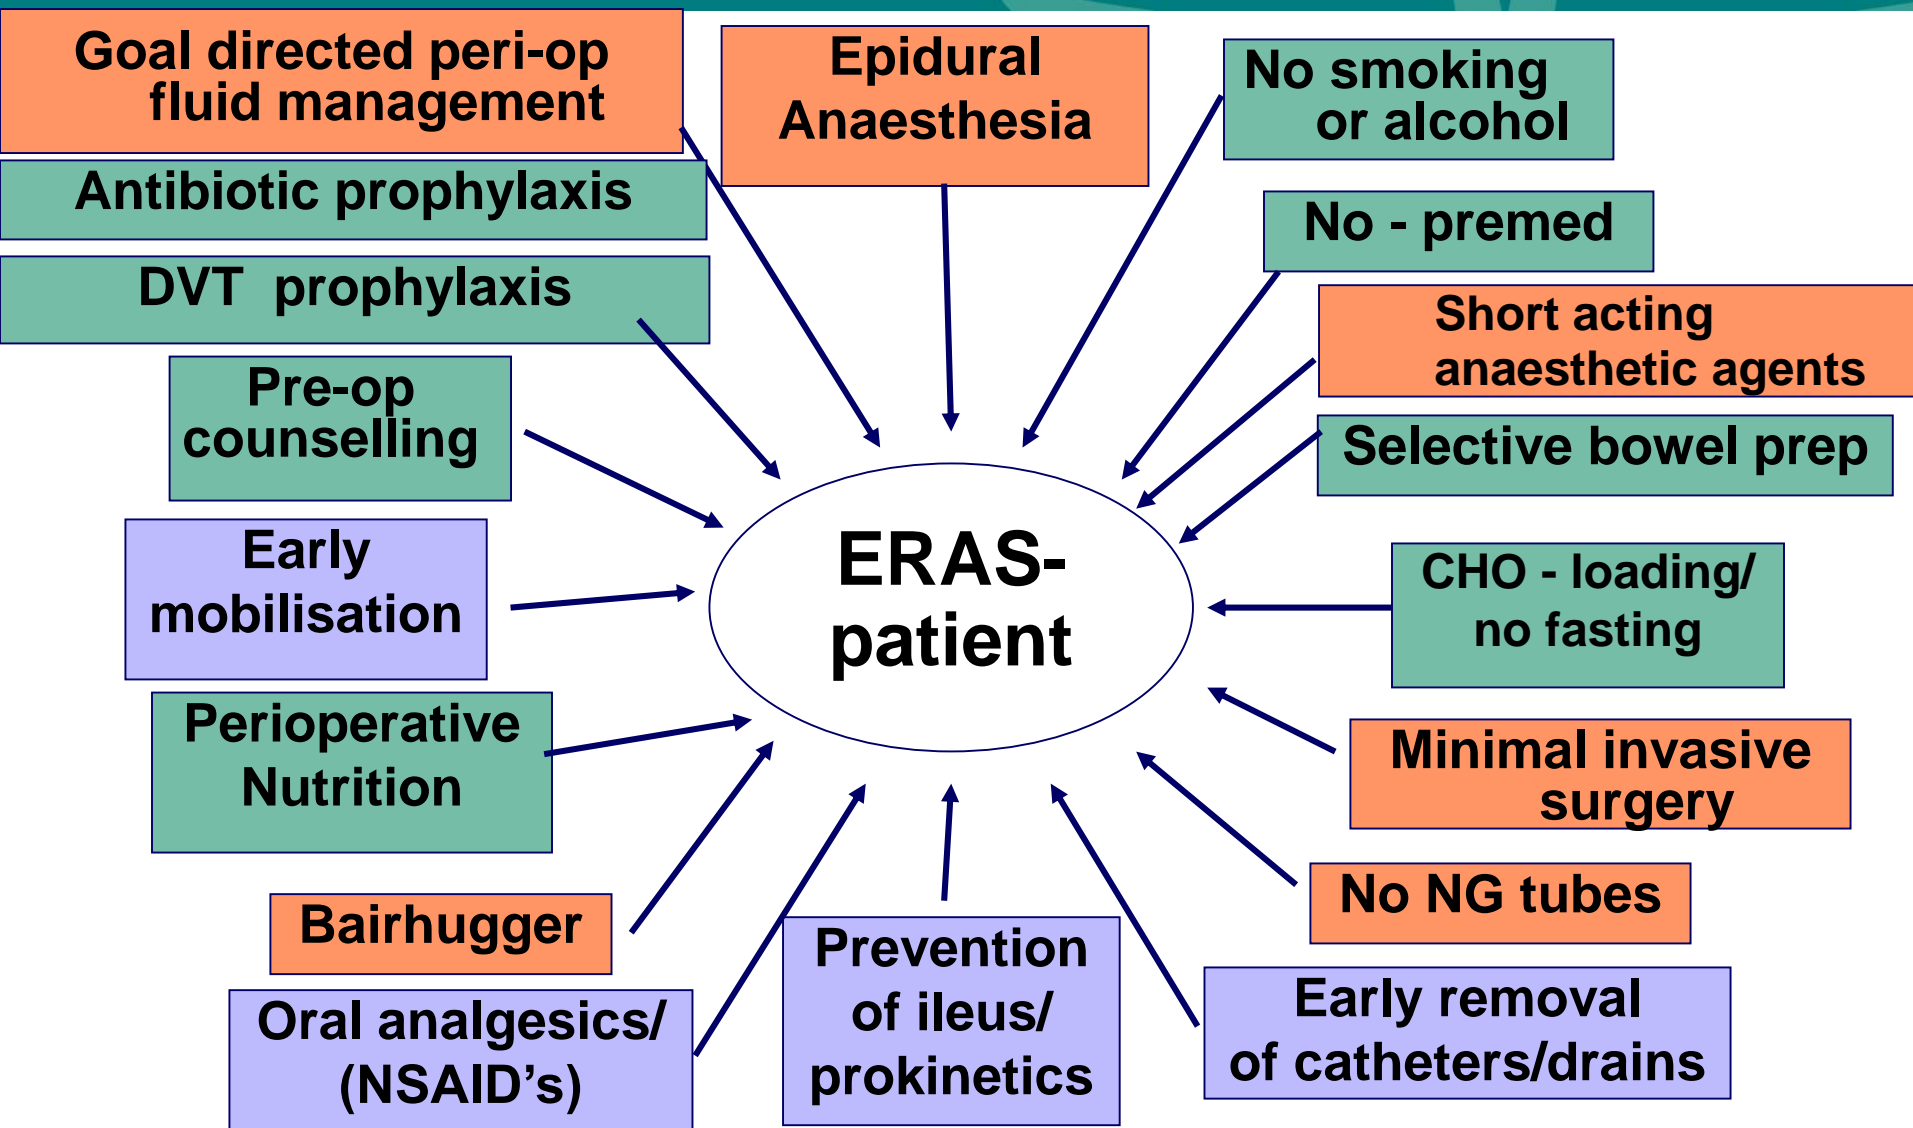 Goal directed peri-op
fluid management
Epidural
Anaesthesia
No smoking
or alcohol
Antibiotic prophylaxis
No - premed
DVT prophylaxis
Short acting
anaesthetic agents
Pre-op
counselling
Selective bowel prep
Early
mobilisation
ERAS-
patient
CHO - loading/
no fasting
Perioperative
Nutrition
Minimal invasive
surgery
Bairhugger
No NG tubes
Oral analgesics/
(NSAID's)
Prevention
of ileus/
prokinetics
Early removal
of catheters/drains